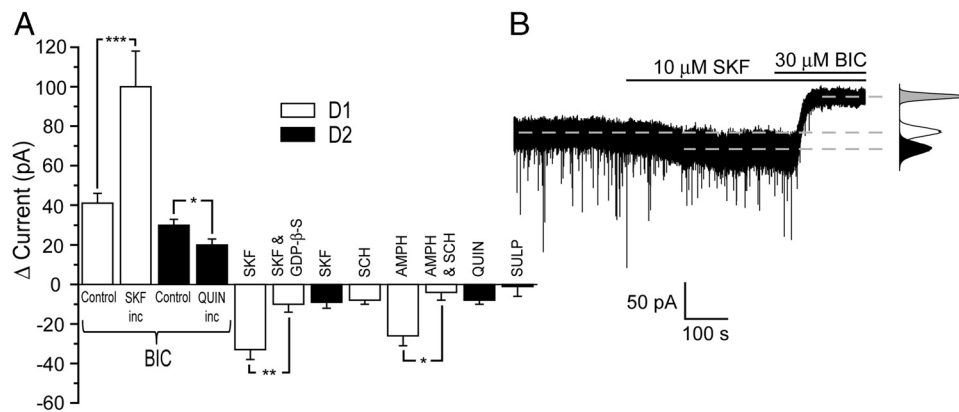 A
Δ Current (pA)
120
100
80
60
40
20
0
-20
-40
-60
***
*
D1
D2
Control
SKF
inc
Control
QUIN
inc
BIC
SKF
SKF &
GDP-β-S
SKF
SCH
AMPH
AMPH
& SCH
QUIN
SULP
**
*
B
10 μM SKF
30 μM BIC
50 pA
100 s